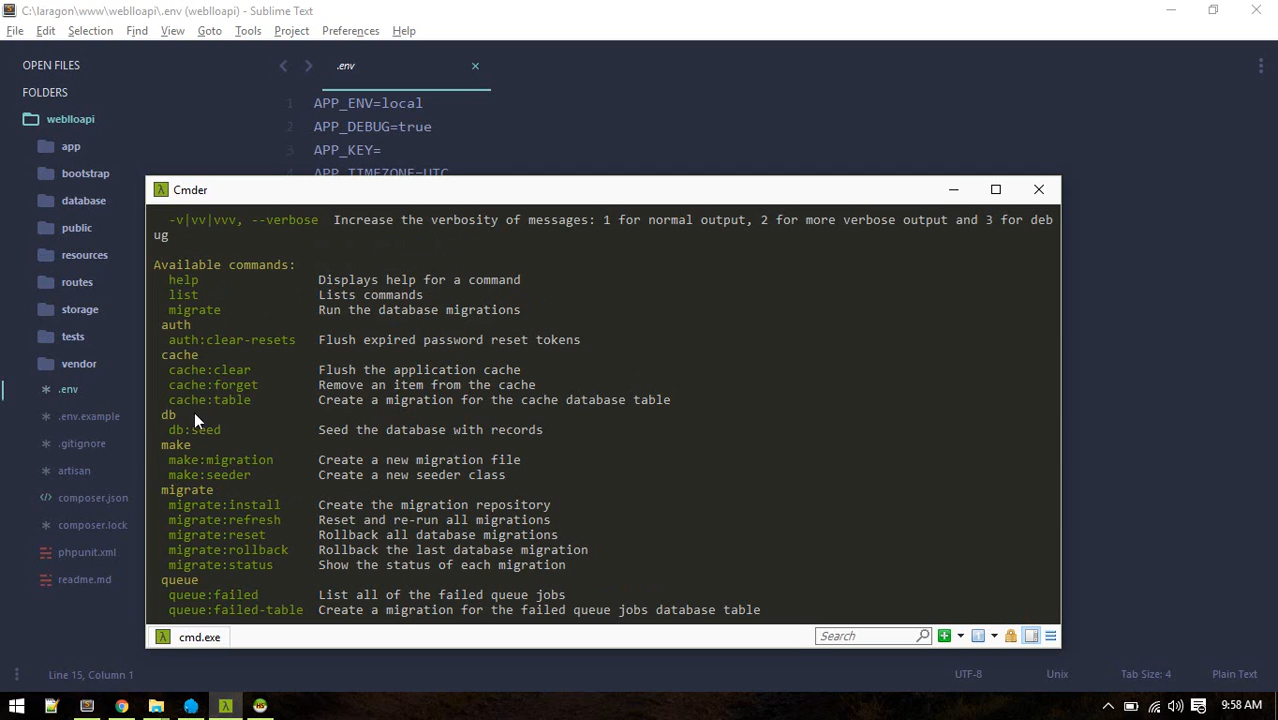 C:\laragon\www\weblloapi\.env (weblloapi) - Sublime Text
File Edit Selection Find View Goto Tools Project Preferences Help
OPEN FILES
FOLDERS
weblloapi
app
bootstrap
database
public
resources
routes
storage
tests
vendor
.env
.env.example
.gitignore
artisan
composer.json
composer.lock
phpunit.xml
readme.md
.env
1 APP_ENV=local
2 APP_DEBUG=true
3 APP_KEY=
4 APP_TIMEZONE=UTC
Cmder
-v|vv|vvv, --verbose Increase the verbosity of messages: 1 for normal output, 2 for more verbose output and 3 for deb
ug
Available commands:
help Displays help for a command
list Lists commands
migrate Run the database migrations
auth
auth:clear-resets Flush expired password reset tokens
cache
cache:clear Flush the application cache
cache:forget Remove an item from the cache
cache:table Create a migration for the cache database table
db
db:seed Seed the database with records
make
make:migration Create a new migration file
make:seeder Create a new seeder class
migrate
migrate:install Create the migration repository
migrate:refresh Reset and re-run all migrations
migrate:reset Rollback all database migrations
migrate:rollback Rollback the last database migration
migrate:status Show the status of each migration
queue
queue:failed List all of the failed queue jobs
queue:failed-table Create a migration for the failed queue jobs database table
cmd.exe
Search
Line 15, Column 1
UTF-8
Unix
Tab Size: 4
Plain Text
9:58 AM